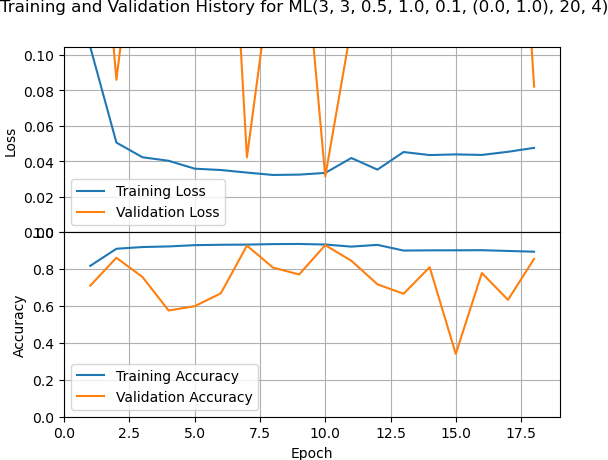 Training and Validation History for ML(3, 3, 0.5, 1.0, 0.1, (0.0, 1.0), 20, 4)
0.10
0.08
0.06
0.04
0.02
0.00
Loss
Training Loss
Validation Loss
1.0
0.8
0.6
0.4
0.2
0.0
Accuracy
Training Accuracy
Validation Accuracy
0.0 2.5 5.0 7.5 10.0 12.5 15.0 17.5
Epoch